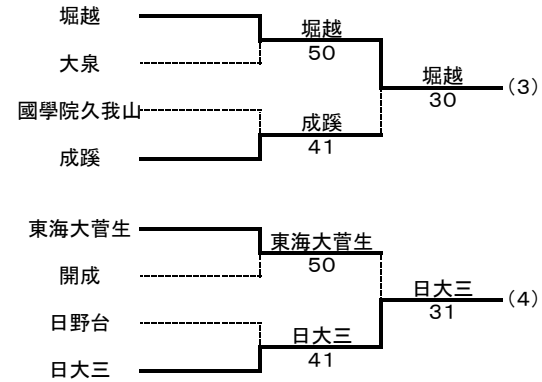 堀越
堀越
50
大泉
堀越
30
(3)
國學院久我山
成蹊
41
成蹊
東海大菅生
東海大菅生
50
開成
日大三
31
(4)
日野台
日大三
41
日大三